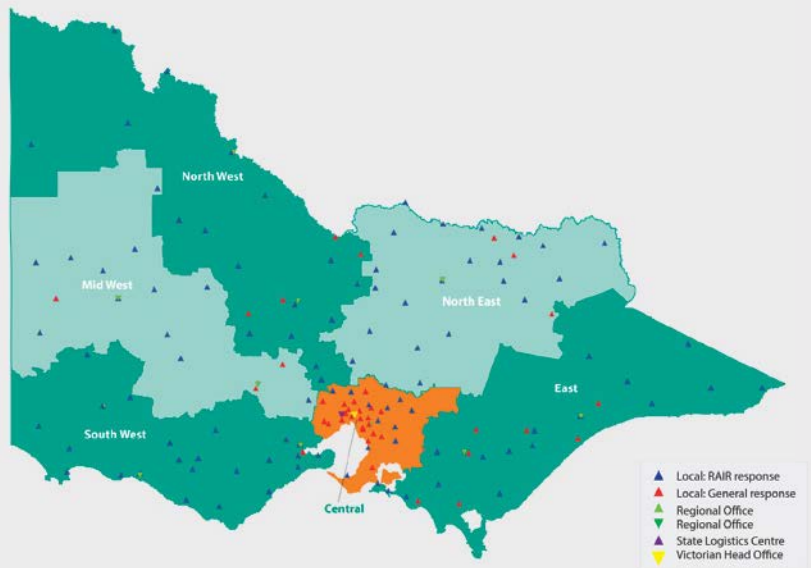 North West
Mid West
North East
East
South West
Central
Local: RAIR response
Local: General response
Regional Office
Regional Office
State Logistics Centre
Victorian Head Office